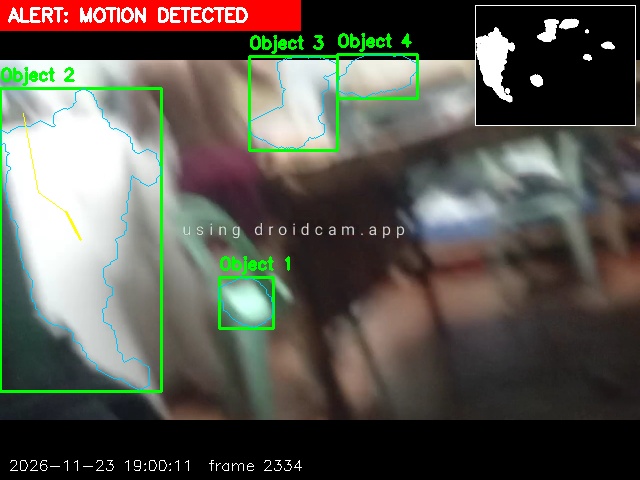 ALERT: MOTION DETECTED
Object 3
Object 4
Object 2
using droidcam.app
Object 1
2026-11-23 19:00:11 frame 2334